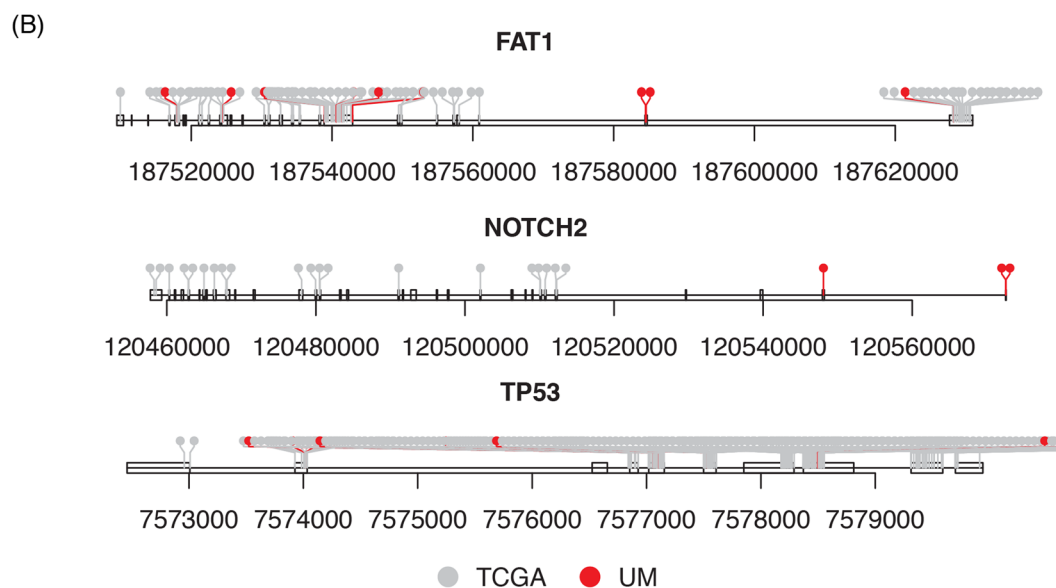 (B)
FAT1
187520000 187540000 187560000 187580000 187600000 187620000
NOTCH2
120460000 120480000 120500000 120520000 120540000 120560000
TP53
7573000 7574000 7575000 7576000 7577000 7578000 7579000
TCGA UM